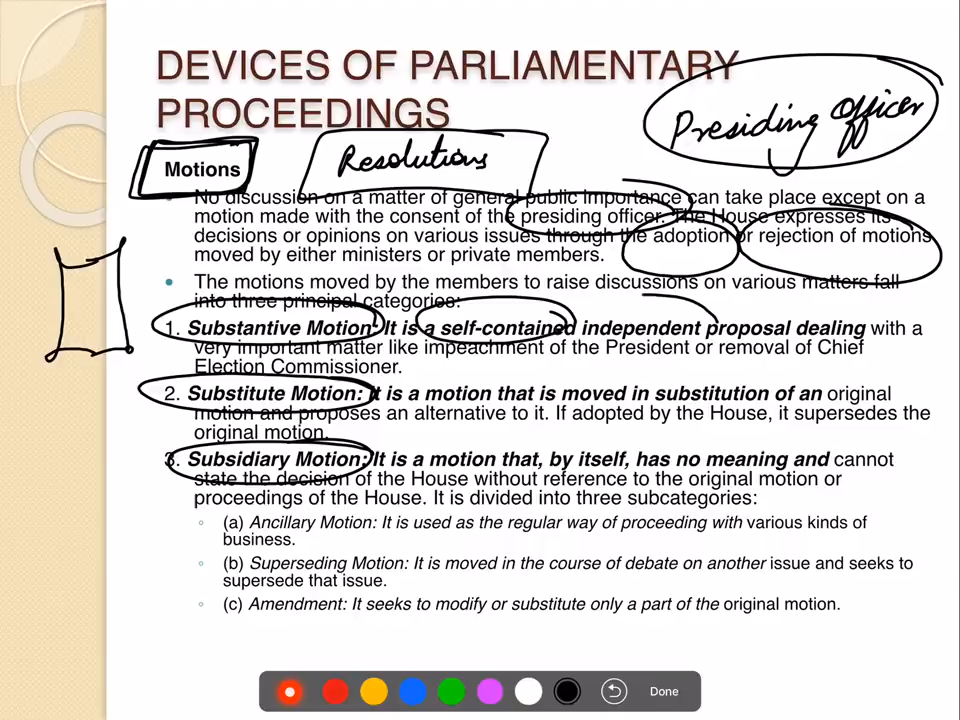 DEVICES OF PARLIAMENTARY
PROCEEDINGS
Presiding officer
Motions
Resolutions
No discussion on a matter of general public importance can take place except on a
motion made with the consent of the presiding officer. The House expresses its
decisions or opinions on various issues through the adoption or rejection of motions
moved by either ministers or private members.
The motions moved by the members to raise discussions on various matters fall
into three principal categories:
1. Substantive Motion: It is a self-contained independent proposal dealing with a
very important matter like impeachment of the President or removal of Chief
Election Commissioner.
2. Substitute Motion: It is a motion that is moved in substitution of an original
motion and proposes an alternative to it. If adopted by the House, it supersedes the
original motion.
3. Subsidiary Motion: It is a motion that, by itself, has no meaning and cannot
state the decision of the House without reference to the original motion or
proceedings of the House. It is divided into three subcategories:
(a) Ancillary Motion: It is used as the regular way of proceeding with various kinds of
business.
(b) Superseding Motion: It is moved in the course of debate on another issue and seeks to
supersede that issue.
(c) Amendment: It seeks to modify or substitute only a part of the original motion.
Done